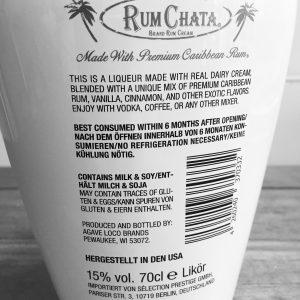 RUMCHATA®
BRAND RUM CREAM
Made With Premium Caribbean Rum
THIS IS A LIQUEUR MADE WITH REAL DAIRY CREAM,
BLENDED WITH A UNIQUE MIX OF PREMIUM CARIBBEAN
RUM, VANILLA, CINNAMON, AND OTHER EXOTIC FLAVORS
ENJOY WITH VODKA, COFFEE, OR ANY OTHER MIXER.
BEST CONSUMED WITHIN 6 MONTHS AFTER OPENING/
NACH DEM ÖFFNEN INNERHALB VON 6 MONATEN KON-
SUMIEREN/NO REFRIGERATION NECESSARY/KEINE
KÜHLUNG NÖTIG.
CONTAINS MILK & SOY/ENT-
HÄLT MILCH & SOJA
MAY CONTAIN TRACES OF GLU-
TEN & EGGS/KANN SPUREN VON
GLUTEN & EIERN ENTHALTEN.
PRODUCED AND BOTTLED BY:
AGAVE LOCO BRANDS
PEWAUKEE, WI 53072.
HERGESTELLT IN DEN USA
15% vol. 70cl ℮ Likör
IMPORTIERT VON SÉLECTION PRESTIGE GMBH,
PARISER STR. 3, 10719 BERLIN, DEUTSCHLAND